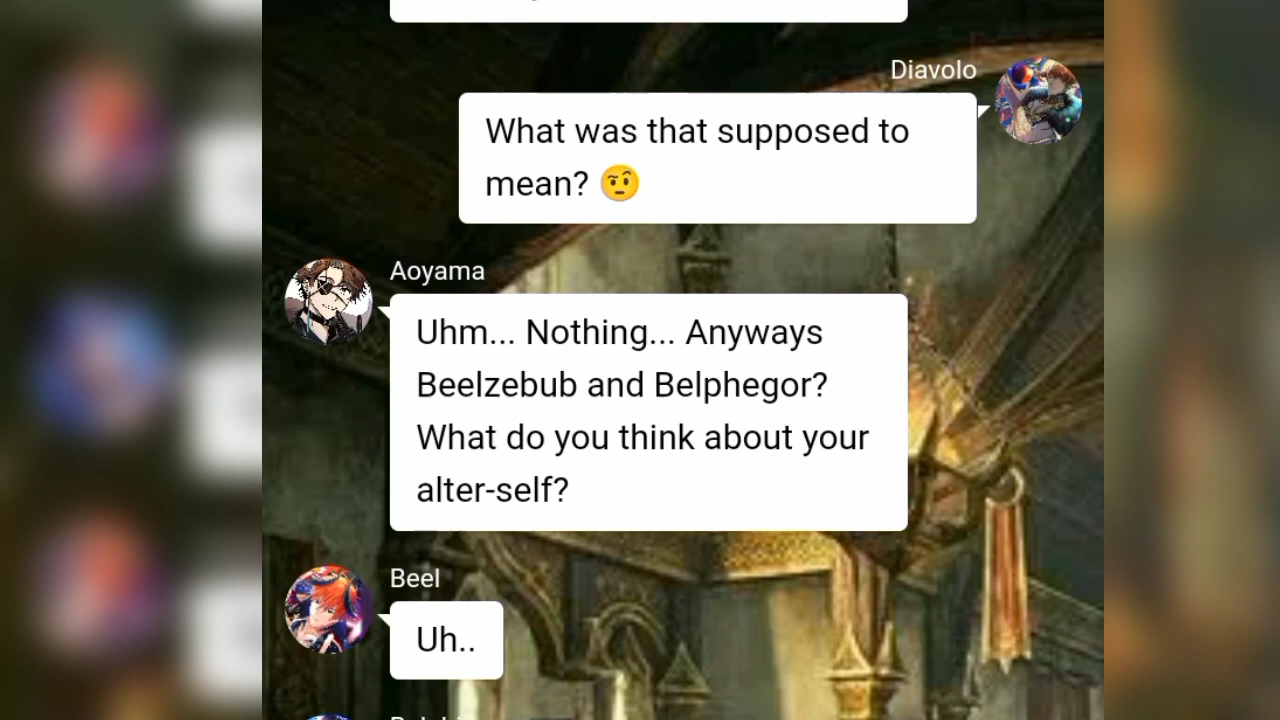 Diavolo
What was that supposed to
mean? 🤨
Aoyama
Uhm... Nothing... Anyways
Beelzebub and Belphegor?
What do you think about your
alter-self?
Beel
Uh..